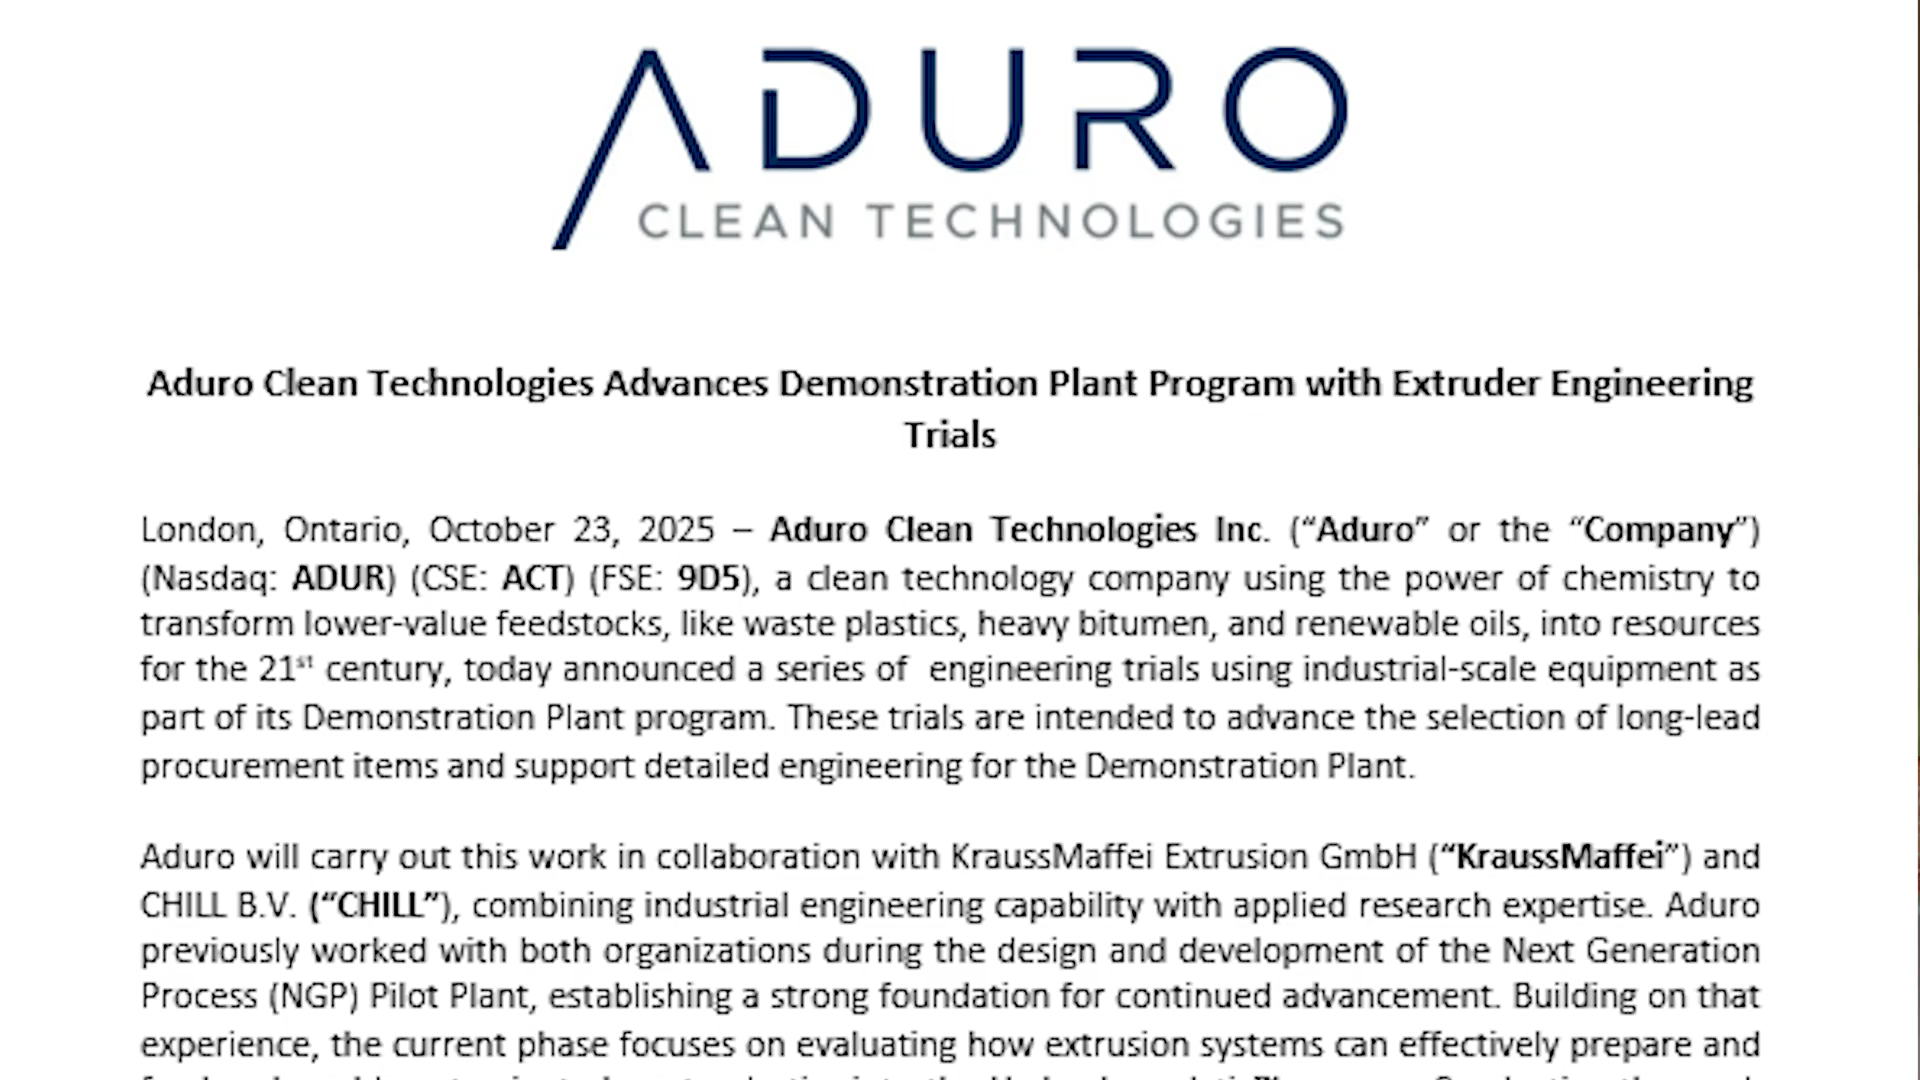 ADURO
CLEAN TECHNOLOGIES
Aduro Clean Technologies Advances Demonstration Plant Program with Extruder Engineering
Trials
London, Ontario, October 23, 2025 – Aduro Clean Technologies Inc. (“Aduro” or the “Company”)
(Nasdaq: ADUR) (CSE: ACT) (FSE: 9D5), a clean technology company using the power of chemistry to
transform lower-value feedstocks, like waste plastics, heavy bitumen, and renewable oils, into resources
for the 21st century, today announced a series of  engineering trials using industrial-scale equipment as
part of its Demonstration Plant program. These trials are intended to advance the selection of long-lead
procurement items and support detailed engineering for the Demonstration Plant.
Aduro will carry out this work in collaboration with KraussMaffei Extrusion GmbH (“KraussMaffei”) and
CHILL B.V. (“CHILL”), combining industrial engineering capability with applied research expertise. Aduro
previously worked with both organizations during the design and development of the Next Generation
Process (NGP) Pilot Plant, establishing a strong foundation for continued advancement. Building on that
experience, the current phase focuses on evaluating how extrusion systems can effectively prepare and